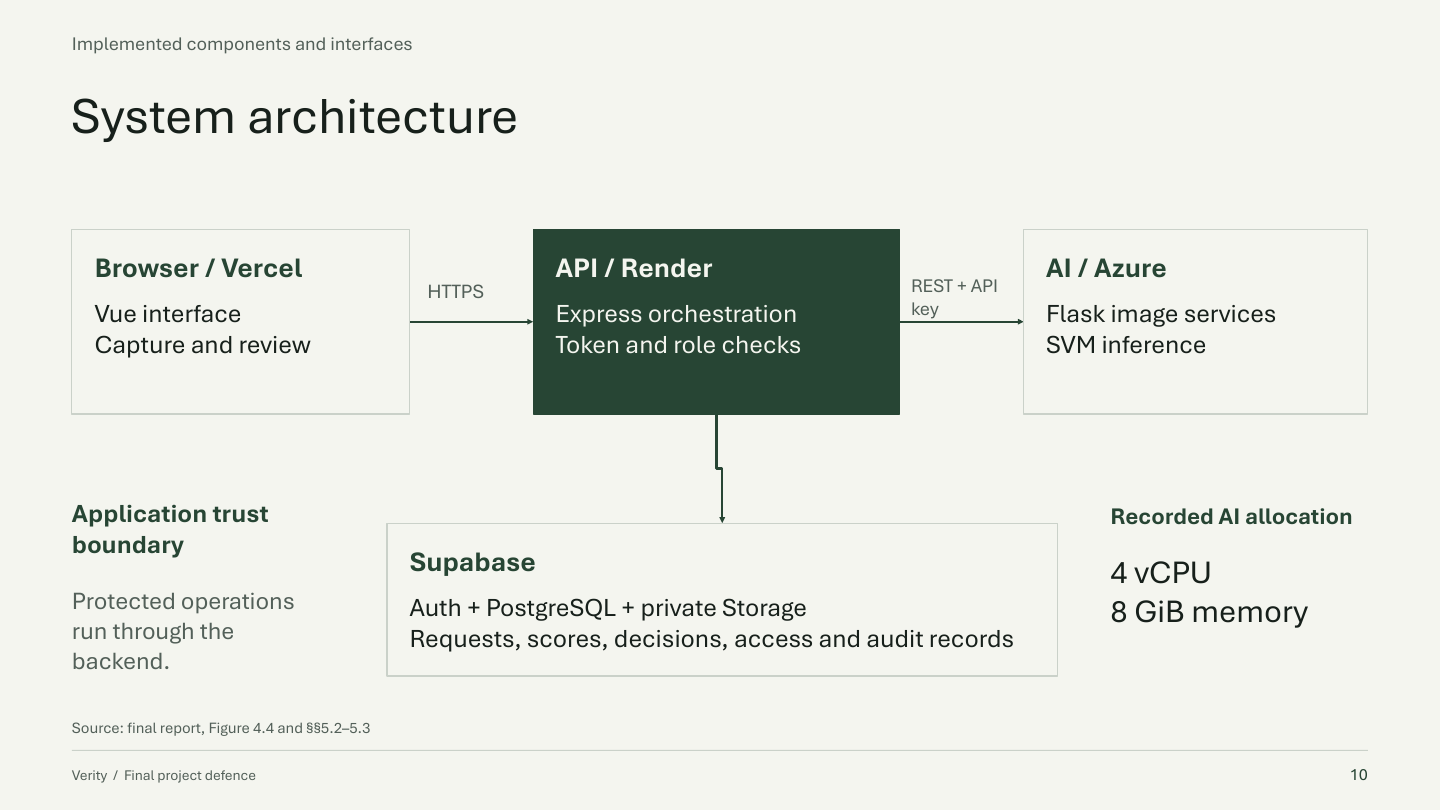 Implemented components and interfaces
System architecture
Browser / Vercel
Vue interface
Capture and review
HTTPS
API / Render
Express orchestration
Token and role checks
REST + API
key
AI / Azure
Flask image services
SVM inference
Application trust
boundary
Protected operations
run through the
backend.
Supabase
Auth + PostgreSQL + private Storage
Requests, scores, decisions, access and audit records
Recorded AI allocation
4 vCPU
8 GiB memory
Source: final report, Figure 4.4 and §§5.2–5.3
Verity / Final project defence
10